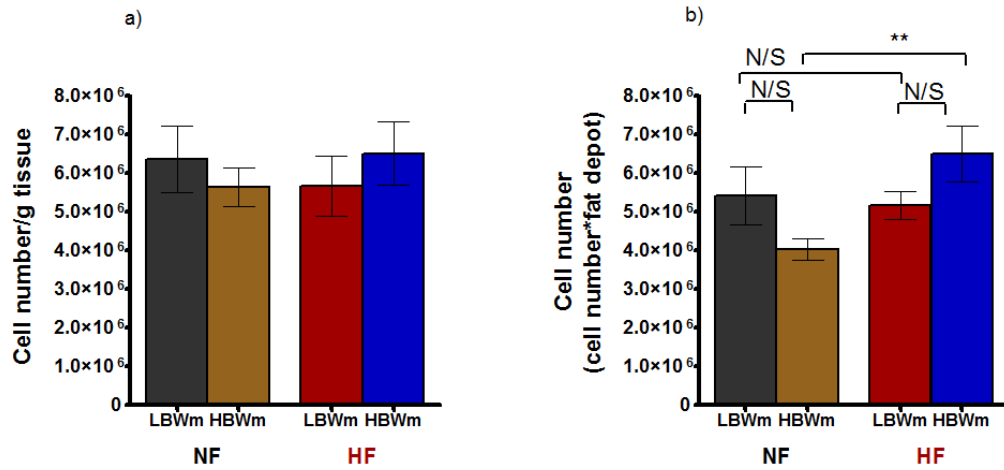 a)
Cell number/g tissue
8.0×10⁶
7.0×10⁶
6.0×10⁶
5.0×10⁶
4.0×10⁶
3.0×10⁶
2.0×10⁶
1.0×10⁶
0
LBWm HBWm LBWm HBWm
NF HF
b)
Cell number
(cell number*fat depot)
**
N/S
N/S N/S
8.0×10⁶
7.0×10⁶
6.0×10⁶
5.0×10⁶
4.0×10⁶
3.0×10⁶
2.0×10⁶
1.0×10⁶
0
LBWm HBWm LBWm HBWm
NF HF